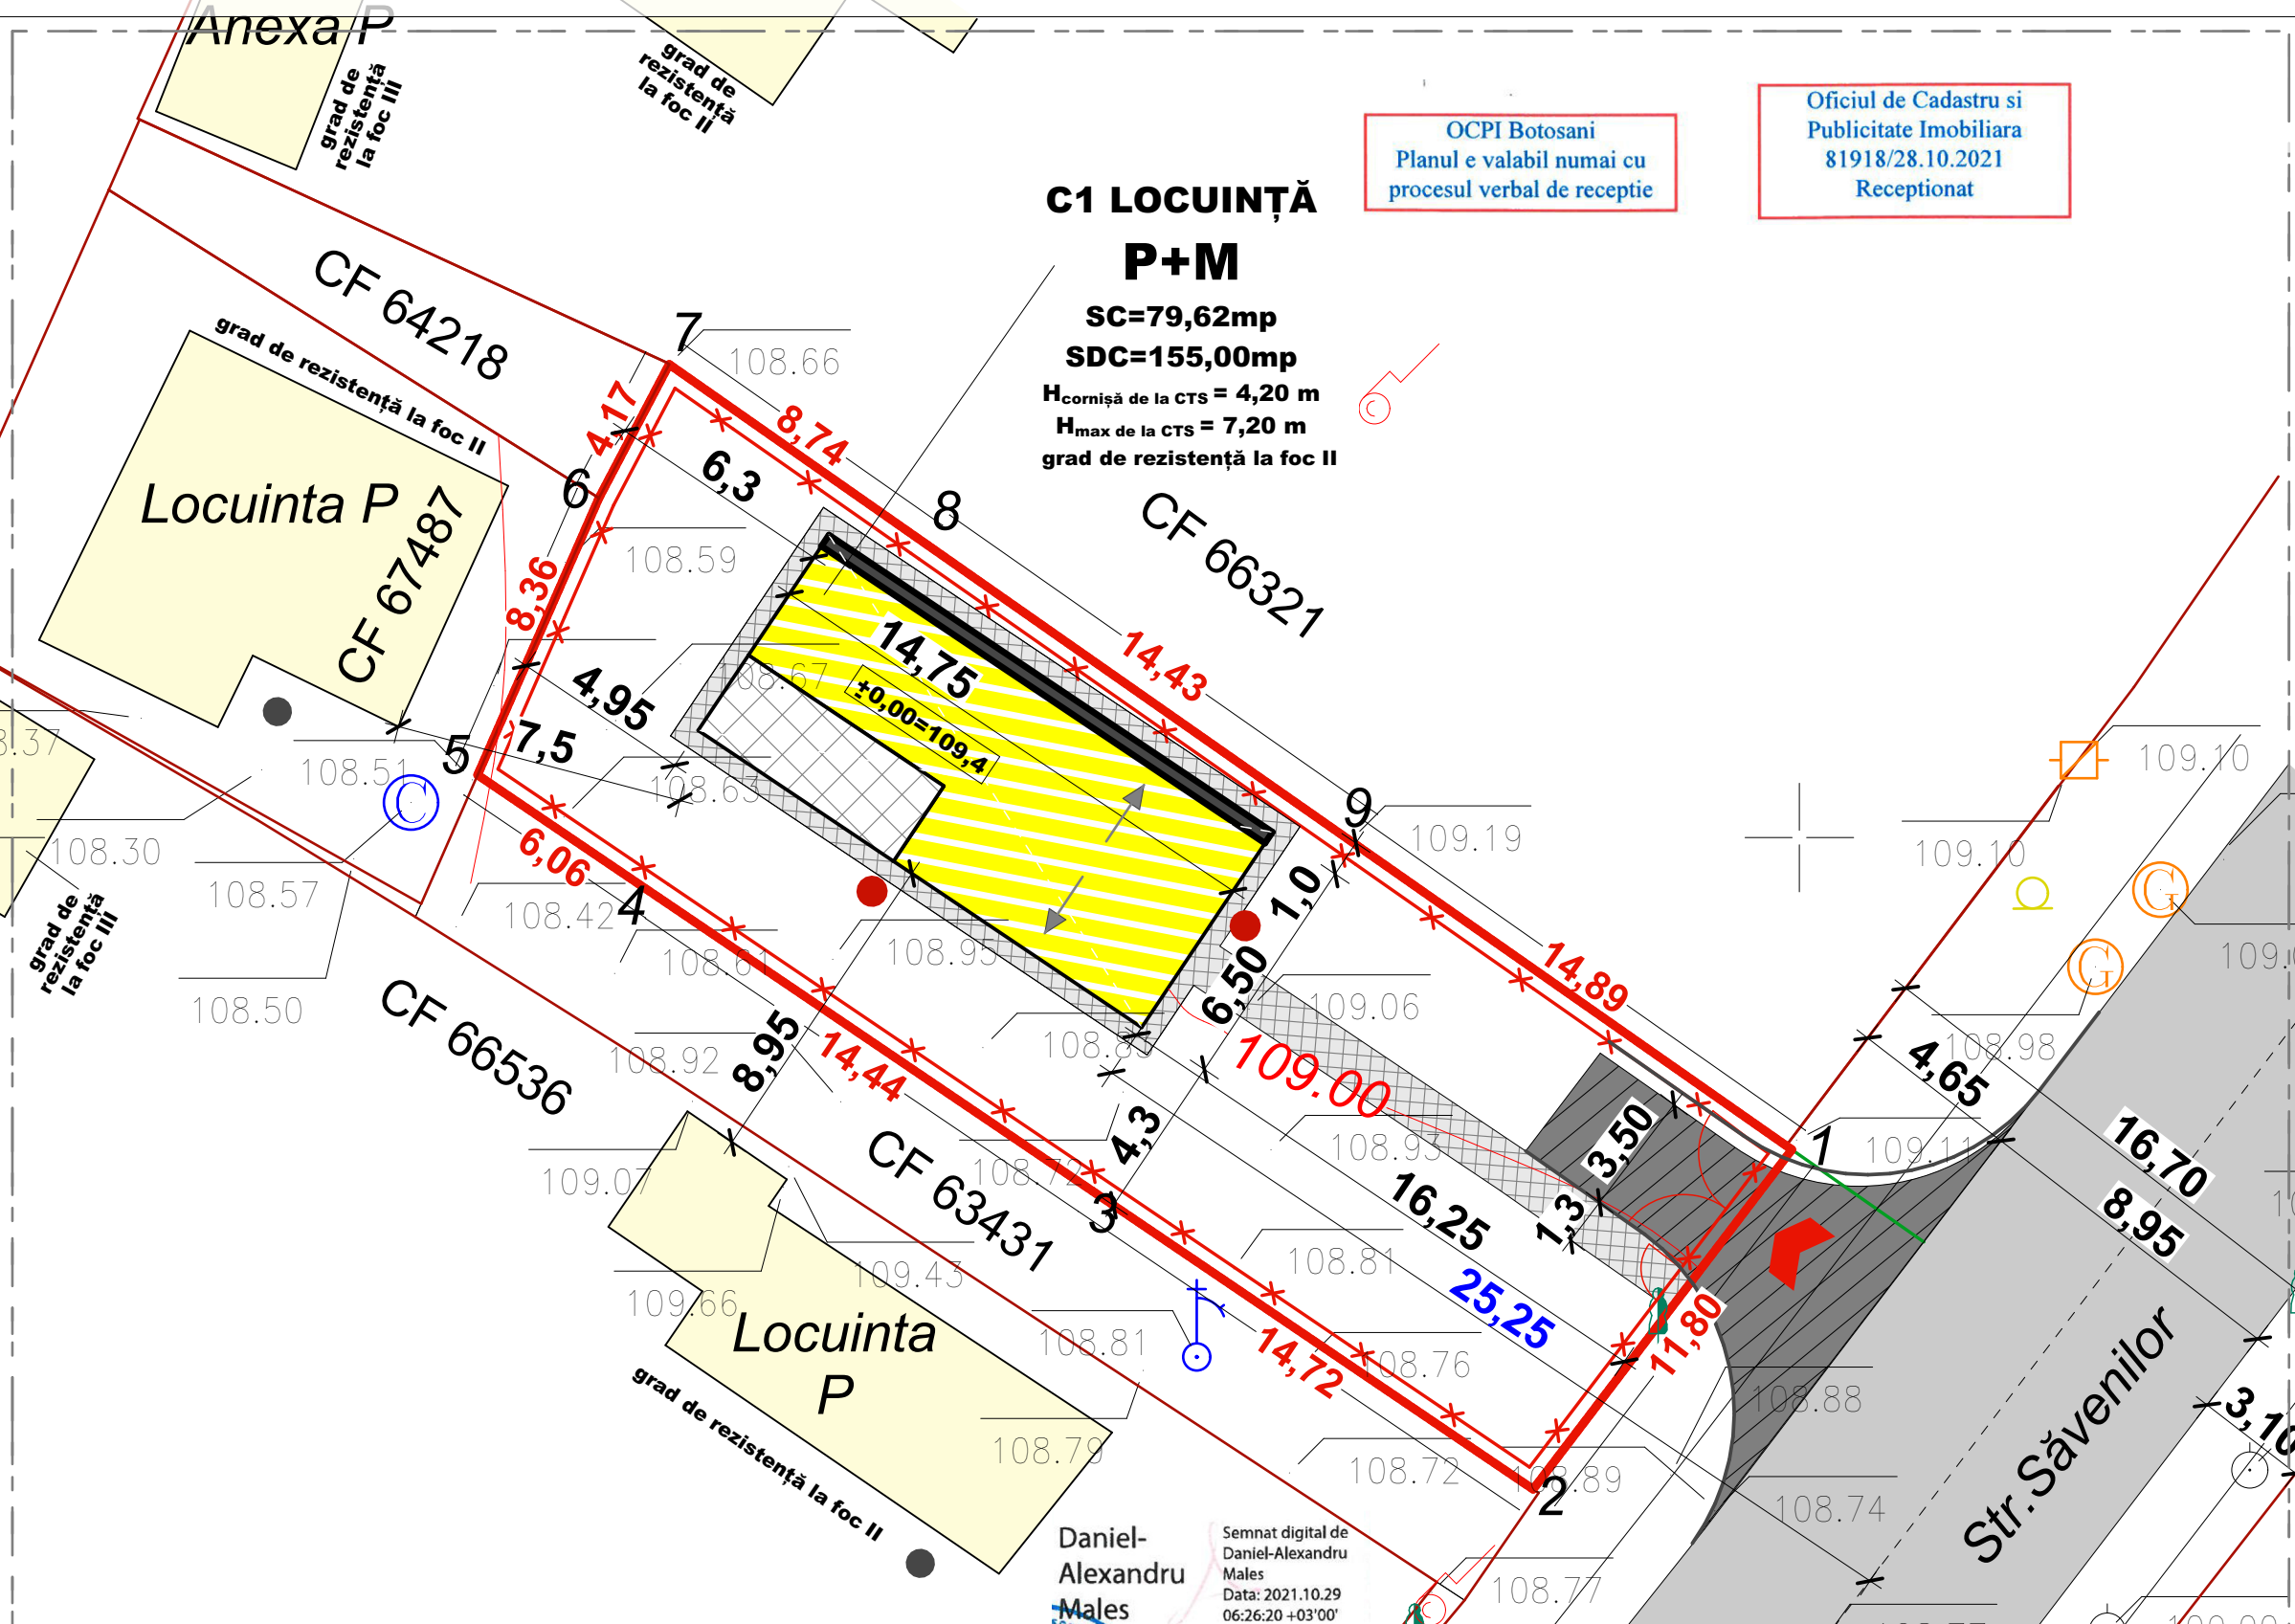 Anexa P
grad de
rezistență
la foc III
grad de
rezistență
la foc II
OCPI Botosani
Planul e valabil numai cu
procesul verbal de receptie
Oficiul de Cadastru si
Publicitate Imobiliara
81918/28.10.2021
Receptionat
C1 LOCUINȚĂ
P+M
SC=79,62mp
SDC=155,00mp
Hcornișă de la CTS = 4,20 m
Hmax de la CTS = 7,20 m
grad de rezistență la foc II
CF 64218
grad de rezistență la foc II
Locuinta P
CF 67487
7
108.66
4,17
8,74
6,3
6
8
108.59
8,36
CF 66321
14,75
108.67
±0,00=109,4
14,43
4,95
7,5
5
108.51
C
108.63
108.30
108.57
6,06
4
108.42
108.61
108.95
9
109.19
1,0
6,50
109.10
109.10
G
G
14,89
109.06
108.98
4,65
grad de
rezistență
la foc III
108.50
CF 66536
108.92
8,95
14,44
109.00
108.93
3,50
1
109.11
16,70
8,95
4,3
108.72
3
16,25
1,3
109.07
CF 63431
109.43
109.66
108.81
25,25
11,80
Locuinta
P
108.81
14,72
108.76
108.88
Str.Săvenilor
3,10
grad de rezistență la foc II
108.79
108.72
108.89
2
108.74
108.77
Daniel-
Alexandru
Males
Semnat digital de
Daniel-Alexandru
Males
Data: 2021.10.29
06:26:20 +03'00'